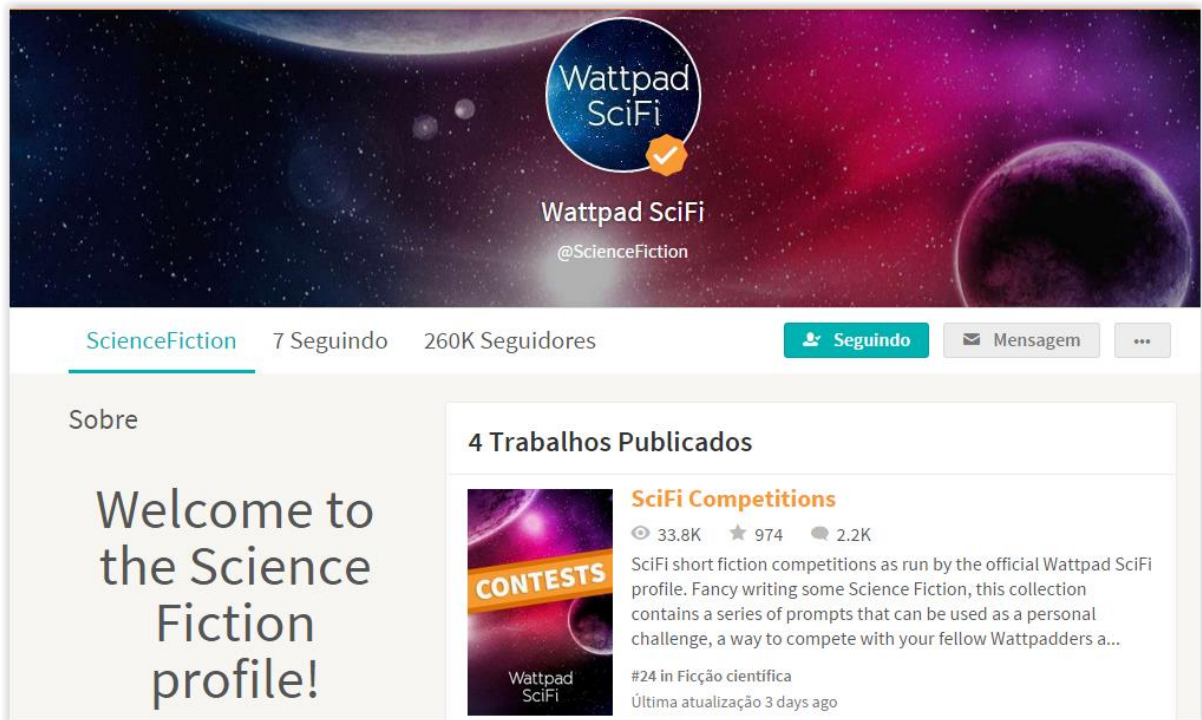 Wattpad
SciFi
Wattpad SciFi
@ScienceFiction
ScienceFiction
7 Seguindo
260K Seguidores
Seguindo
Mensagem
Sobre
Welcome to
the Science
Fiction
profile!
4 Trabalhos Publicados
CONTESTS
Wattpad
SciFi
SciFi Competitions
33.8K 974 2.2K
SciFi short fiction competitions as run by the official Wattpad SciFi
profile. Fancy writing some Science Fiction, this collection
contains a series of prompts that can be used as a personal
challenge, a way to compete with your fellow Wattpadders a...
#24 in Ficção científica
Última atualização 3 days ago